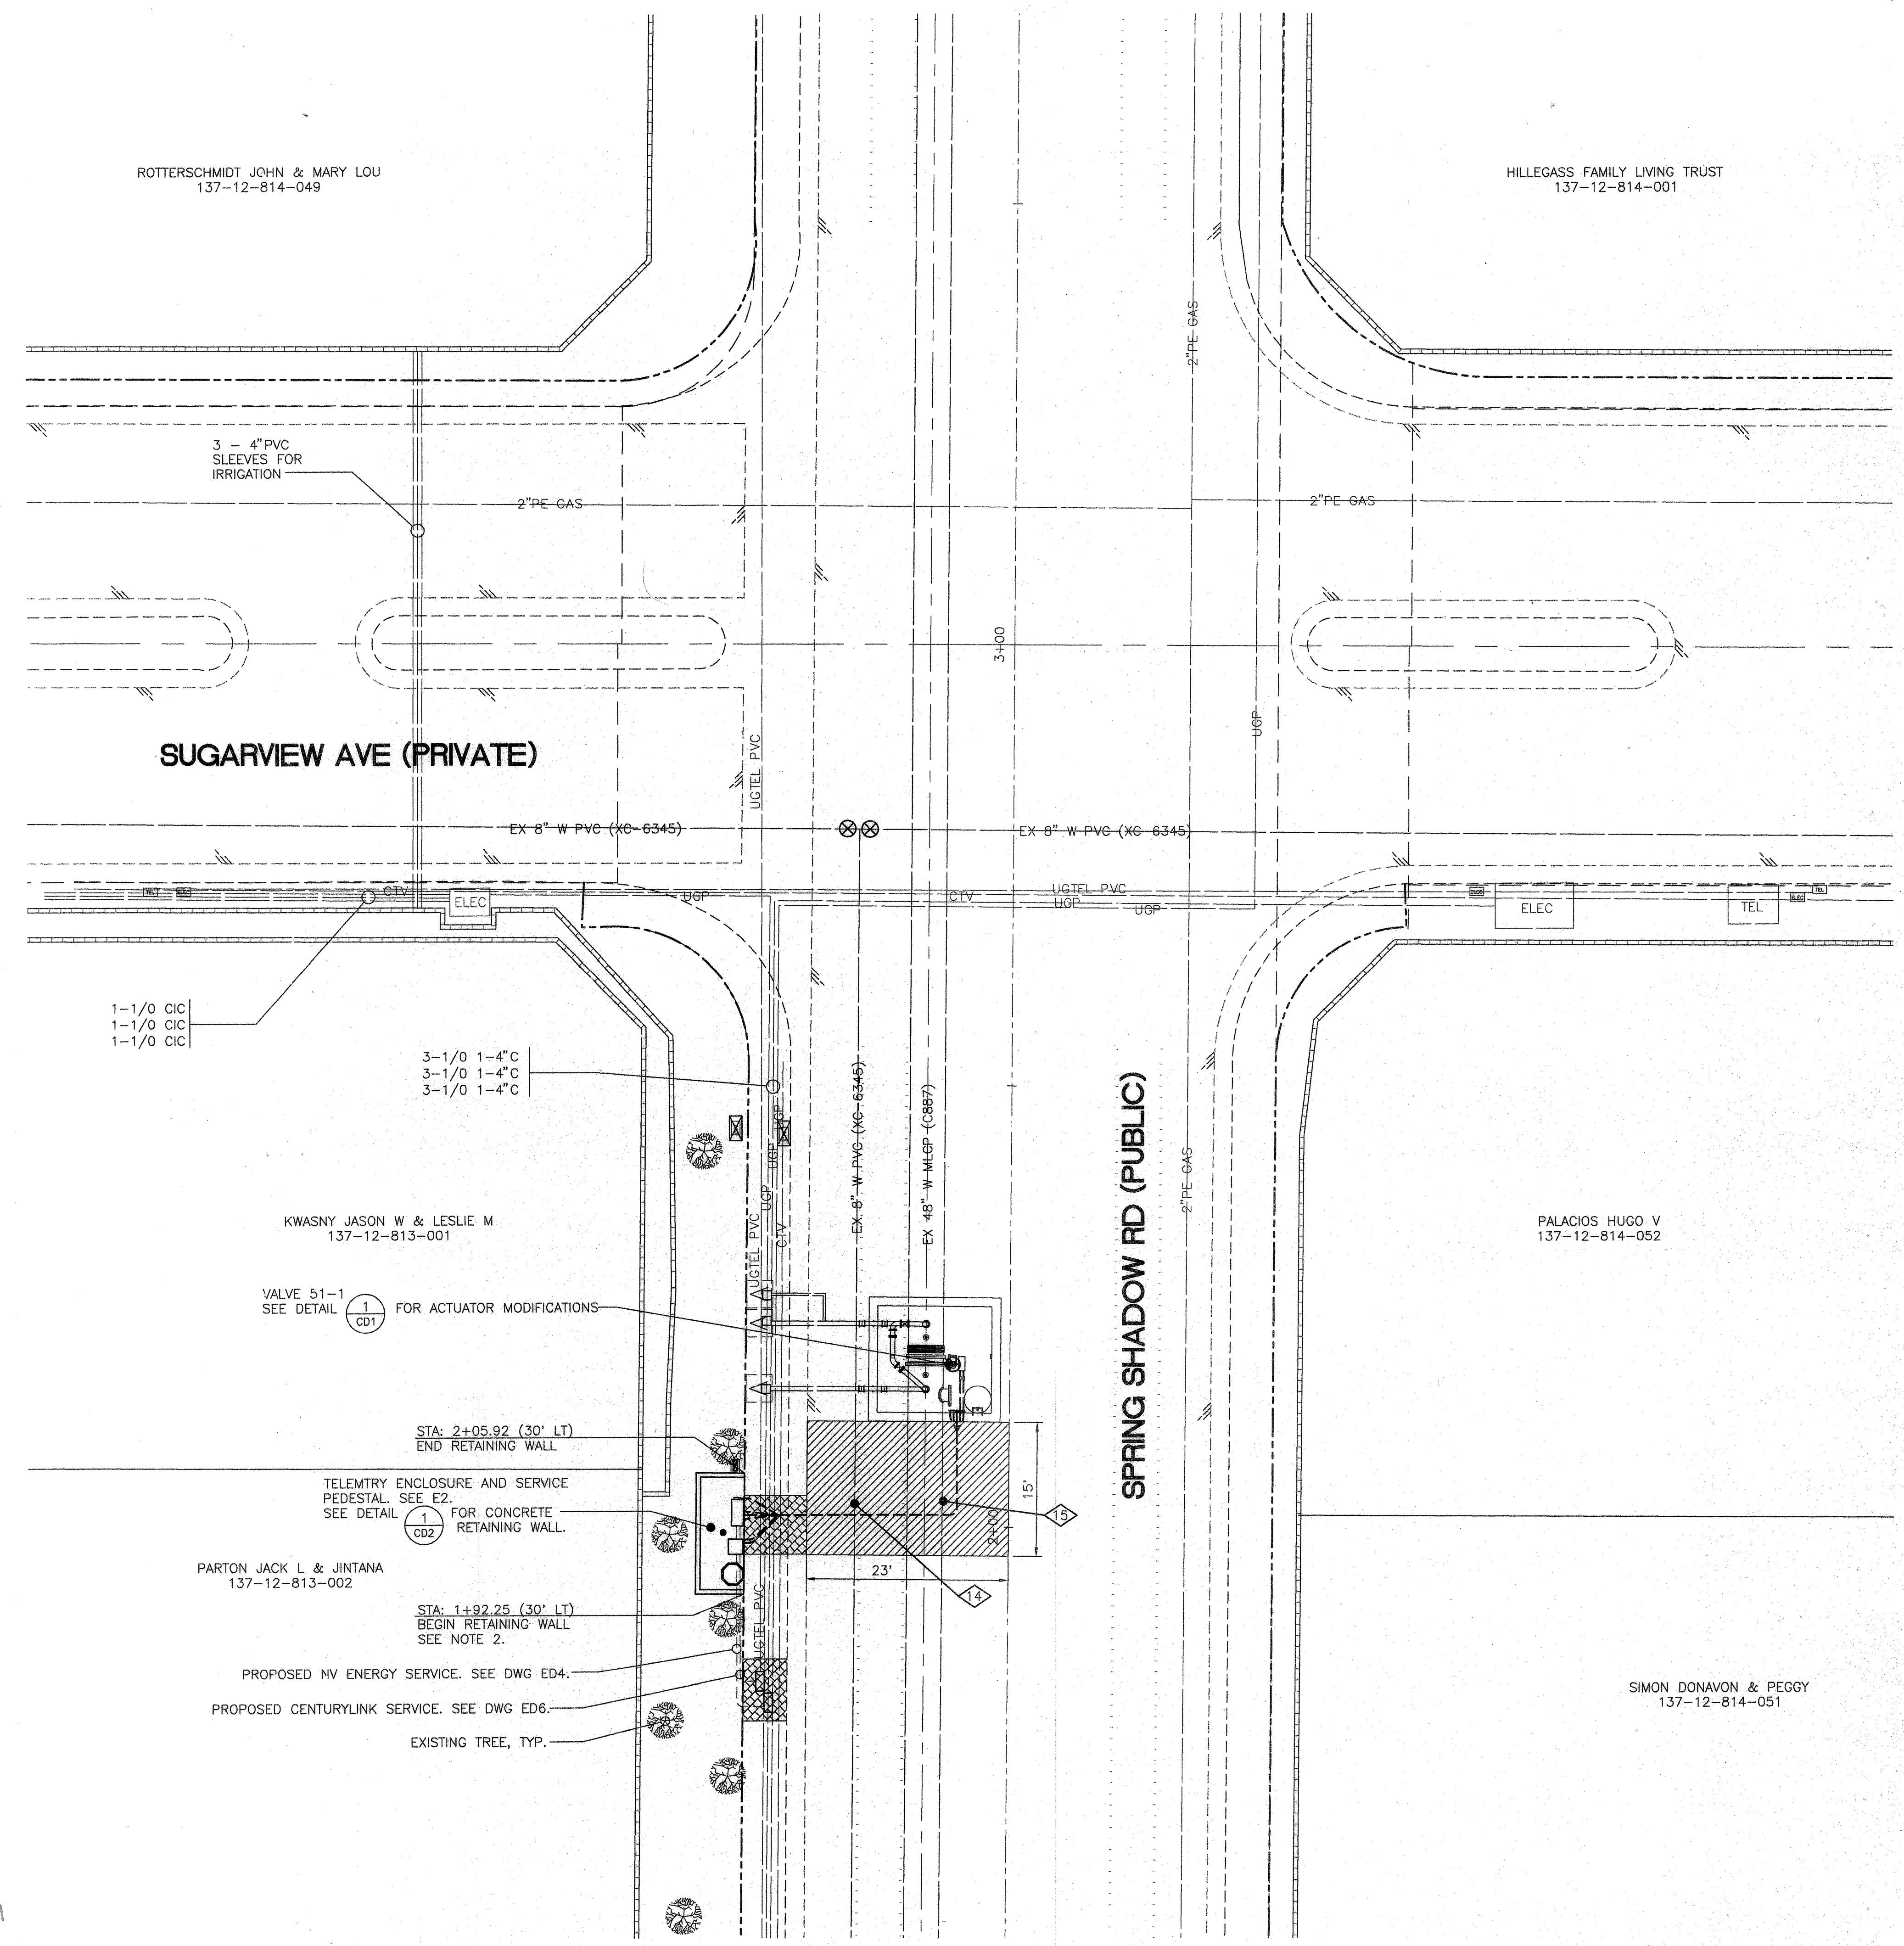 ROTTERSCHMIDT JOHN & MARY LOU
137-12-814-049
HILLEGASS FAMILY LIVING TRUST
137-12-814-001
2"PE GAS
3 - 4"PVC
SLEEVES FOR
IRRIGATION
2"PE GAS
2"PE GAS
3+00
UGP
SUGARVIEW AVE (PRIVATE)
UGTEL PVC
EX 8" W PVC (XC-6345)
EX 8" W PVC (XC-6345)
TEL
ELEC
CTV
ELEC
UGP
CTV
UGTEL PVC
UGP
UGP
ELEC
ELEC
TEL
ELEC
TEL
1-1/0 CIC
1-1/0 CIC
1-1/0 CIC
3-1/0 1-4"C
3-1/0 1-4"C
3-1/0 1-4"C
UGP
UGP
UGP
CTV
UGTEL PVC
EX 8" W PVC (XC-6345)
EX 48" W MLCP (C887)
SPRING SHADOW RD (PUBLIC)
2"PE GAS
KWASNY JASON W & LESLIE M
137-12-813-001
PALACIOS HUGO V
137-12-814-052
VALVE 51-1
SEE DETAIL 1 CD1 FOR ACTUATOR MODIFICATIONS
STA: 2+05.92 (30' LT)
END RETAINING WALL
TELEMTRY ENCLOSURE AND SERVICE
PEDESTAL. SEE E2.
SEE DETAIL 1 CD2 FOR CONCRETE
RETAINING WALL.
15'
2+00
15
23'
14
PARTON JACK L & JINTANA
137-12-813-002
UGTEL PVC
STA: 1+92.25 (30' LT)
BEGIN RETAINING WALL
SEE NOTE 2.
PROPOSED NV ENERGY SERVICE. SEE DWG ED4.
PROPOSED CENTURYLINK SERVICE. SEE DWG ED6.
EXISTING TREE, TYP.
SIMON DONAVON & PEGGY
137-12-814-051